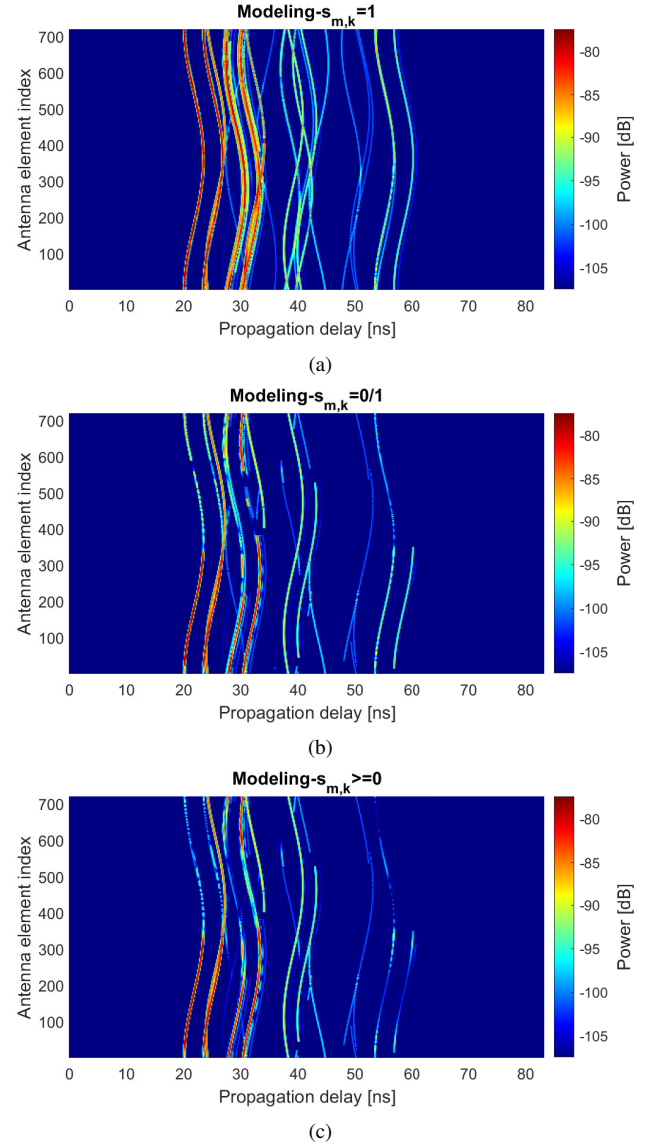 Modeling-s_{m,k}=1
700
600
500
400
300
200
100
Antenna element index
0 10 20 30 40 50 60 70 80
Propagation delay [ns]
-80
-85
-90
-95
-100
-105
Power [dB]
(a)
Modeling-s_{m,k}=0/1
700
600
500
400
300
200
100
Antenna element index
0 10 20 30 40 50 60 70 80
Propagation delay [ns]
-80
-85
-90
-95
-100
-105
Power [dB]
(b)
Modeling-s_{m,k}>=0
700
600
500
400
300
200
100
Antenna element index
0 10 20 30 40 50 60 70 80
Propagation delay [ns]
-80
-85
-90
-95
-100
-105
Power [dB]
(c)